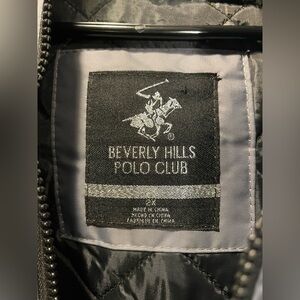 ®
BEVERLY HILLS
POLO CLUB
2X
MADE IN CHINA
HECHO EN CHINA
FABRIQUE EN CHINE